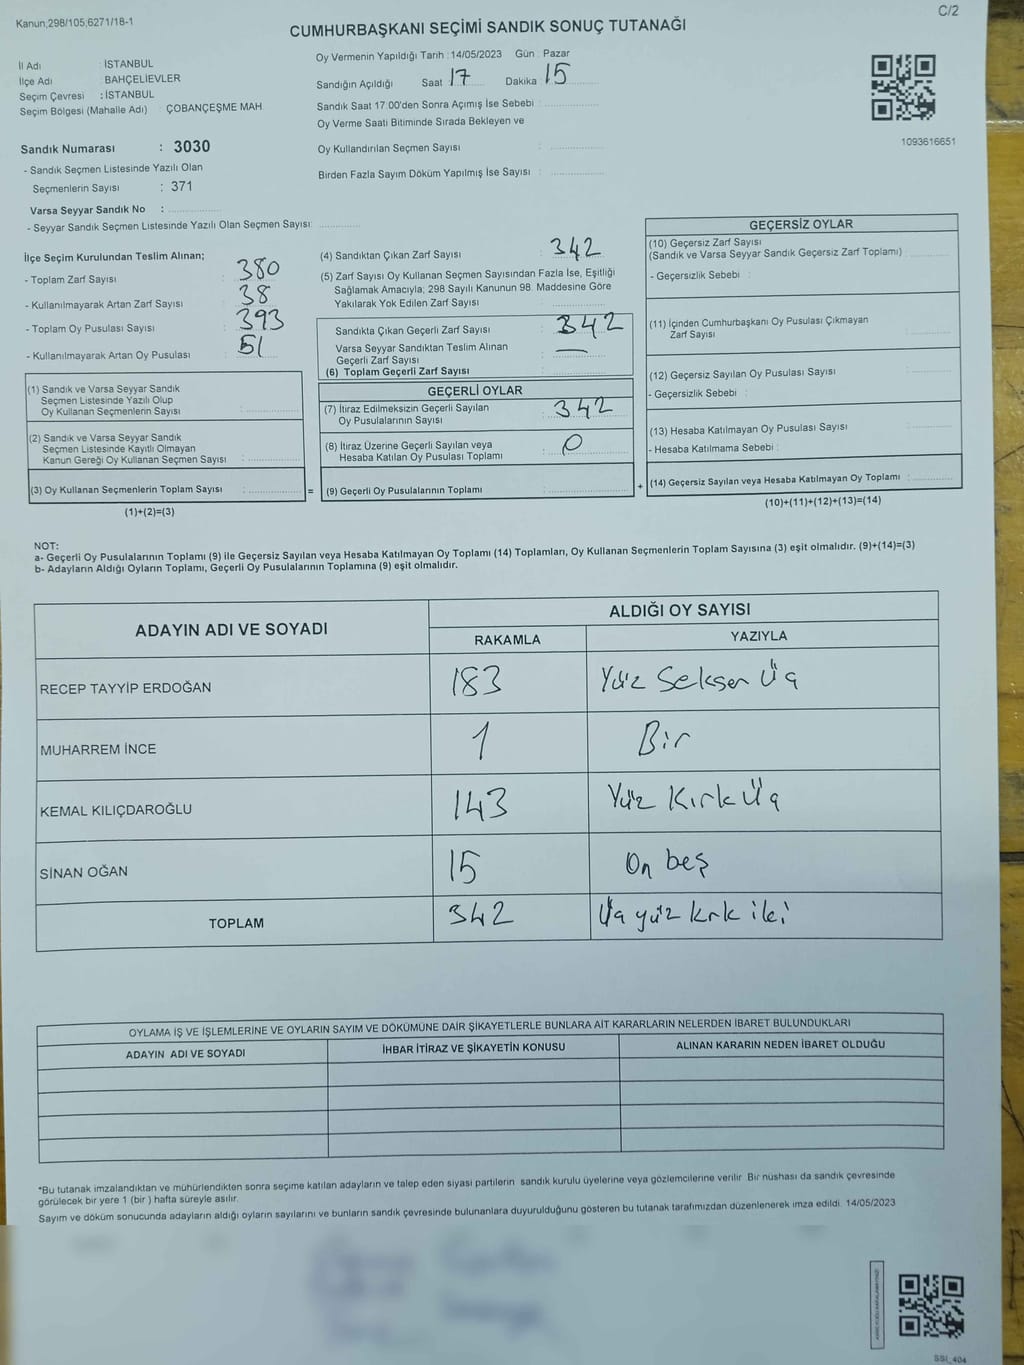 Kanun;298/105;6271/18-1
C/2
CUMHURBAŞKANI SEÇİMİ SANDIK SONUÇ TUTANAĞI
İl Adı : İSTANBUL
İlçe Adı : BAHÇELİEVLER
Seçim Çevresi : İSTANBUL
Seçim Bölgesi (Mahalle Adı) : ÇOBANÇEŞME MAH.
Oy Vermenin Yapıldığı Tarih : 14/05/2023 Gün : Pazar
Sandığın Açıldığı Saat 17 Dakika 15
Sandık Saat 17.00'den Sonra Açımış İse Sebebi :
Oy Verme Saati Bitiminde Sırada Bekleyen ve
Oy Kullandırılan Seçmen Sayısı :
Birden Fazla Sayım Döküm Yapılmış İse Sayısı :
1093616651
Sandık Numarası : 3030
- Sandık Seçmen Listesinde Yazılı Olan
Seçmenlerin Sayısı : 371
Varsa Seyyar Sandık No :
- Seyyar Sandık Seçmen Listesinde Yazılı Olan Seçmen Sayısı:
İlçe Seçim Kurulundan Teslim Alınan;
- Toplam Zarf Sayısı : 380
- Kullanılmayarak Artan Zarf Sayısı : 38
- Toplam Oy Pusulası Sayısı : 393
- Kullanılmayarak Artan Oy Pusulası : 51
(1) Sandık ve Varsa Seyyar Sandık
Seçmen Listesinde Yazılı Olup
Oy Kullanan Seçmenlerin Sayısı :
(2) Sandık ve Varsa Seyyar Sandık
Seçmen Listesinde Kayıtlı Olmayan
Kanun Gereği Oy Kullanan Seçmen Sayısı :
(3) Oy Kullanan Seçmenlerin Toplam Sayısı : =
(1)+(2)=(3)
(4) Sandıktan Çıkan Zarf Sayısı : 342
(5) Zarf Sayısı Oy Kullanan Seçmen Sayısından Fazla İse, Eşitliği
Sağlamak Amacıyla; 298 Sayılı Kanunun 98. Maddesine Göre
Yakılarak Yok Edilen Zarf Sayısı :
Sandıkta Çıkan Geçerli Zarf Sayısı : 342
Varsa Seyyar Sandıktan Teslim Alınan
Geçerli Zarf Sayısı : —
(6) Toplam Geçerli Zarf Sayısı :
GEÇERLİ OYLAR
(7) İtiraz Edilmeksizin Geçerli Sayılan
Oy Pusulasının Sayısı : 342
(8) İtiraz Üzerine Geçerli Sayılan veya
Hesaba Katılan Oy Pusulası Toplamı : 0
(9) Geçerli Oy Pusulalarının Toplamı : +
GEÇERSİZ OYLAR
(10) Geçersiz Zarf Sayısı
(Sandık ve Varsa Seyyar Sandık Geçersiz Zarf Toplamı) :
- Geçersizlik Sebebi :
(11) İçinden Cumhurbaşkanı Oy Pusulası Çıkmayan
Zarf Sayısı :
(12) Geçersiz Sayılan Oy Pusulası Sayısı :
- Geçersizlik Sebebi :
(13) Hesaba Katılmayan Oy Pusulası Sayısı :
- Hesaba Katılmama Sebebi :
(14) Geçersiz Sayılan veya Hesaba Katılmayan Oy Toplamı :
(10)+(11)+(12)+(13)=(14)
NOT:
a- Geçerli Oy Pusulalarının Toplamı (9) ile Geçersiz Sayılan veya Hesaba Katılmayan Oy Toplamı (14) Toplamları, Oy Kullanan Seçmenlerin Toplam Sayısına (3) eşit olmalıdır. (9)+(14)=(3)
b- Adayların Aldığı Oyların Toplamı, Geçerli Oy Pusulalarının Toplamına (9) eşit olmalıdır.
ADAYIN ADI VE SOYADI
ALDIĞI OY SAYISI
RAKAMLA YAZIYLA
RECEP TAYYİP ERDOĞAN 183 Yüz Seksen Üç
MUHARREM İNCE 1 Bir
KEMAL KILIÇDAROĞLU 143 Yüz Kırk Üç
SİNAN OĞAN 15 On beş
TOPLAM 342 Üç yüz kırk iki
OYLAMA İŞ VE İŞLEMLERİNE VE OYLARIN SAYIM VE DÖKÜMÜNE DAİR ŞİKAYETLERLE BUNLARA AİT KARARLARIN NELERDEN İBARET BULUNDUKLARI
ADAYIN ADI VE SOYADI İHBAR İTİRAZ VE ŞİKAYETİN KONUSU ALINAN KARARIN NEDEN İBARET OLDUĞU
*Bu tutanak imzalandıktan ve mühürlendikten sonra seçime katılan adayların ve talep eden siyasi partilerin sandık kurulu üyelerine veya gözlemcilerine verilir. Bir nüshası da sandık çevresinde
görülecek bir yere 1 (bir ) hafta süreyle asılır.
Sayım ve döküm sonucunda adayların aldığı oyların sayılarını ve bunların sandık çevresinde bulunanlara duyurulduğunu gösteren bu tutanak tarafımızdan düzenlenerek imza edildi. 14/05/2023
SSI_404